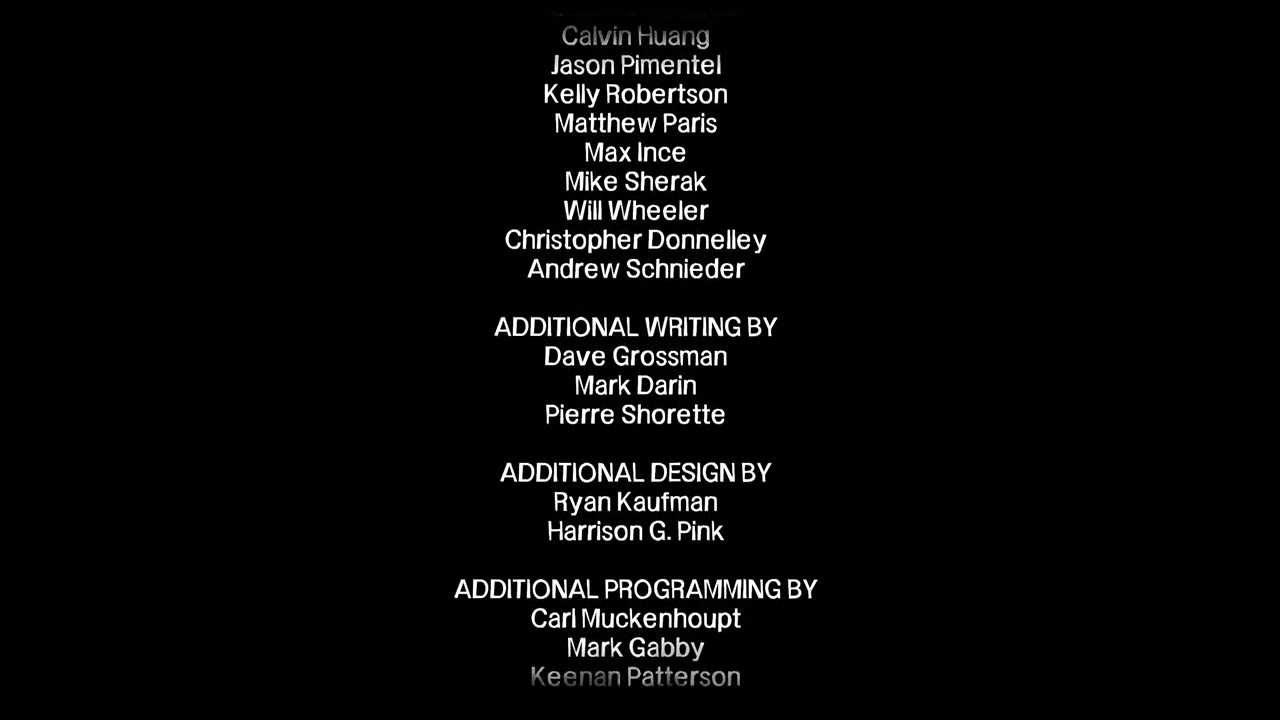 Calvin Huang
Jason Pimentel
Kelly Robertson
Matthew Paris
Max Ince
Mike Sherak
Will Wheeler
Christopher Donnelley
Andrew Schnieder
ADDITIONAL WRITING BY
Dave Grossman
Mark Darin
Pierre Shorette
ADDITIONAL DESIGN BY
Ryan Kaufman
Harrison G. Pink
ADDITIONAL PROGRAMMING BY
Carl Muckenhoupt
Mark Gabby
Keenan Patterson